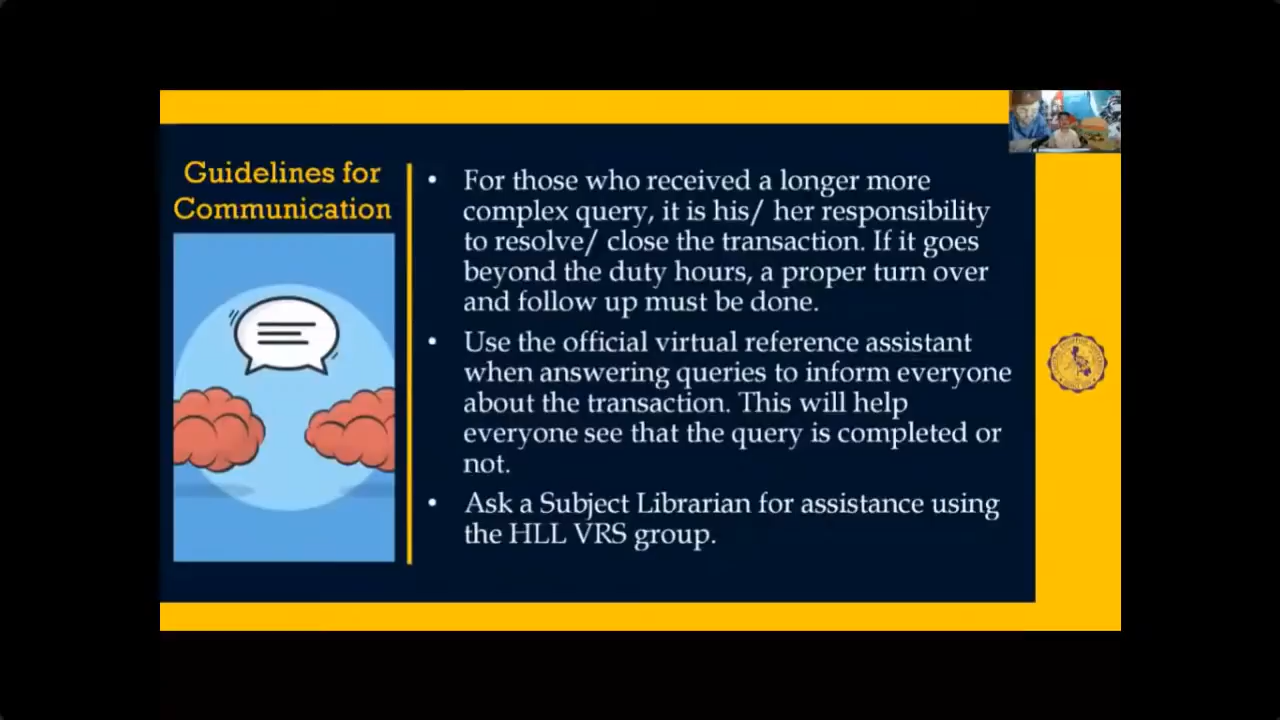 Guidelines for
Communication
• For those who received a longer more
complex query, it is his/ her responsibility
to resolve/ close the transaction. If it goes
beyond the duty hours, a proper turn over
and follow up must be done.
• Use the official virtual reference assistant
when answering queries to inform everyone
about the transaction. This will help
everyone see that the query is completed or
not.
• Ask a Subject Librarian for assistance using
the HLL VRS group.